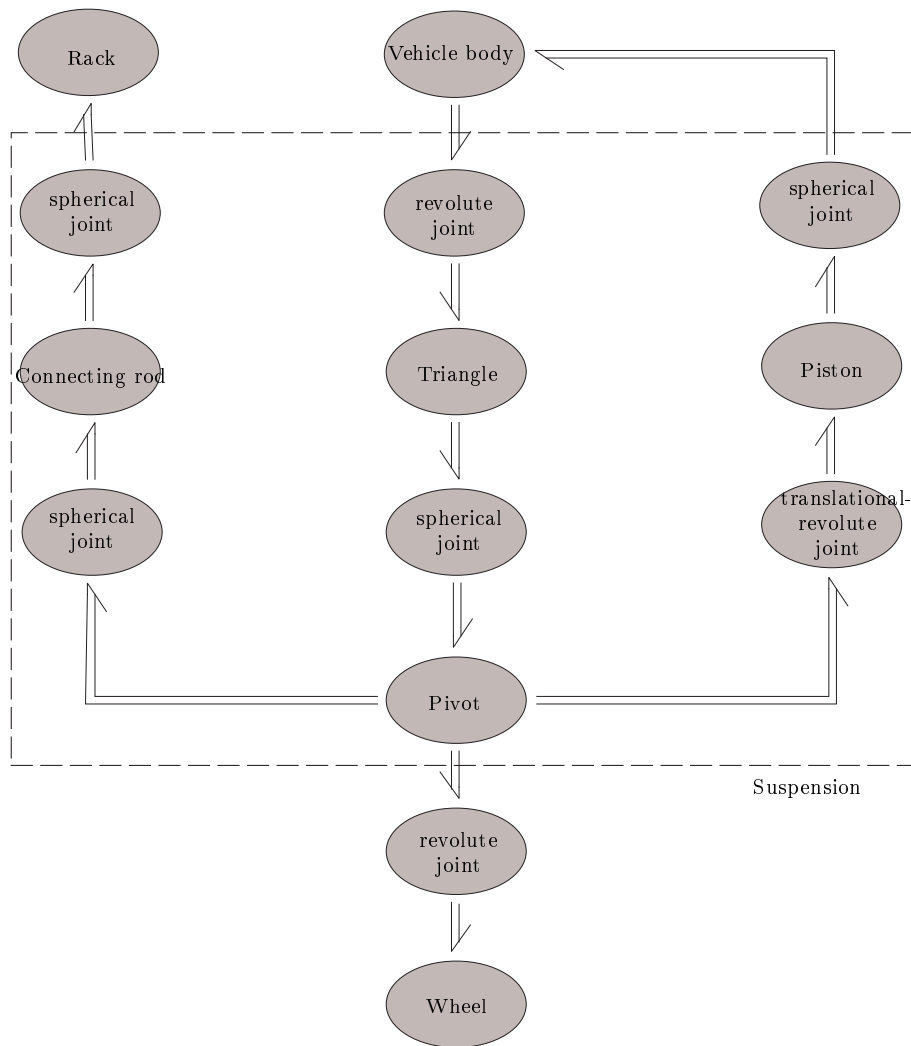 Rack
Vehicle body
spherical
joint
revolute
joint
spherical
joint
Connecting rod
Triangle
Piston
spherical
joint
spherical
joint
translational-
revolute
joint
Pivot
Suspension
revolute
joint
Wheel